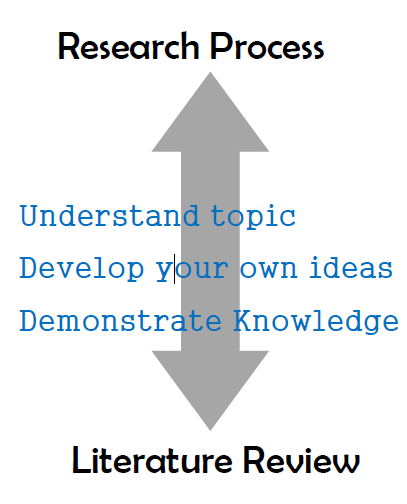 Research Process
Understand topic
Develop your own ideas
Demonstrate Knowledge
Literature Review